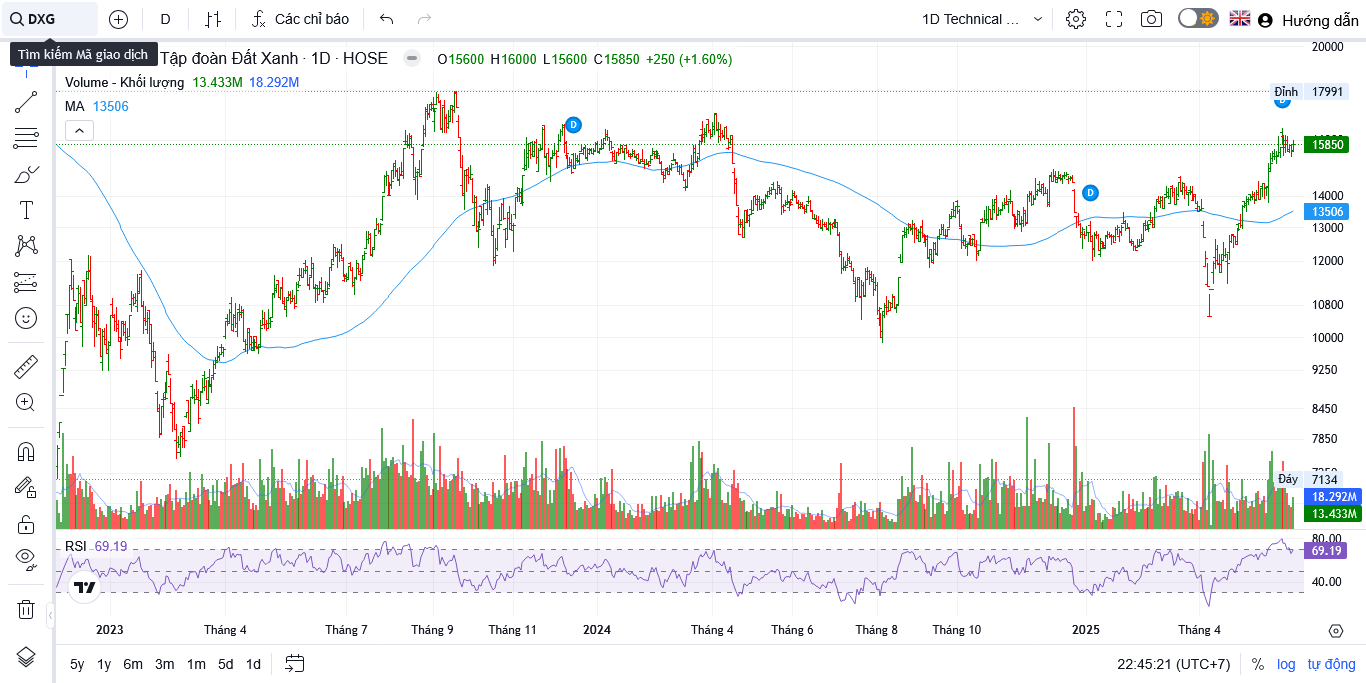 DXG
D
Các chỉ báo
1D Technical ...
Hướng dẫn
Tìm kiếm Mã giao dịch
Tập đoàn Đất Xanh · 1D · HOSE
O15600 H16000 L15600 C15850 +250 (+1.60%)
Volume - Khối lượng 13.433M 18.292M
MA 13506
D
D
20000
Đỉnh 17991
15850
14000
13506
13000
12000
10800
10000
9250
8450
7850
Đáy 7134
18.292M
13.433M
RSI 69.19
80.00
69.19
40.00
2023
Tháng 4
Tháng 7
Tháng 9
Tháng 11
2024
Tháng 4
Tháng 6
Tháng 8
Tháng 10
2025
Tháng 4
5y 1y 6m 3m 1m 5d 1d
22:45:21 (UTC+7)
% log tự động